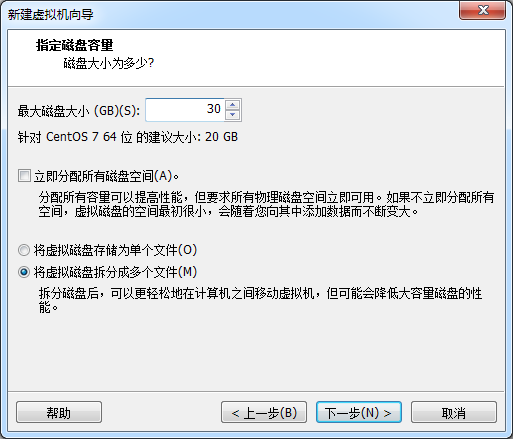 新建虚拟机向导
指定磁盘容量
磁盘大小为多少?
最大磁盘大小 (GB)(S): 30
针对 CentOS 7 64 位 的建议大小: 20 GB
立即分配所有磁盘空间(A)。
分配所有容量可以提高性能，但要求所有物理磁盘空间立即可用。如果不立即分配所有
空间，虚拟磁盘的空间最初很小，会随着您向其中添加数据而不断变大。
将虚拟磁盘存储为单个文件(O)
将虚拟磁盘拆分成多个文件(M)
拆分磁盘后，可以更轻松地在计算机之间移动虚拟机，但可能会降低大容量磁盘的性
能。
帮助 < 上一步(B) 下一步(N) > 取消